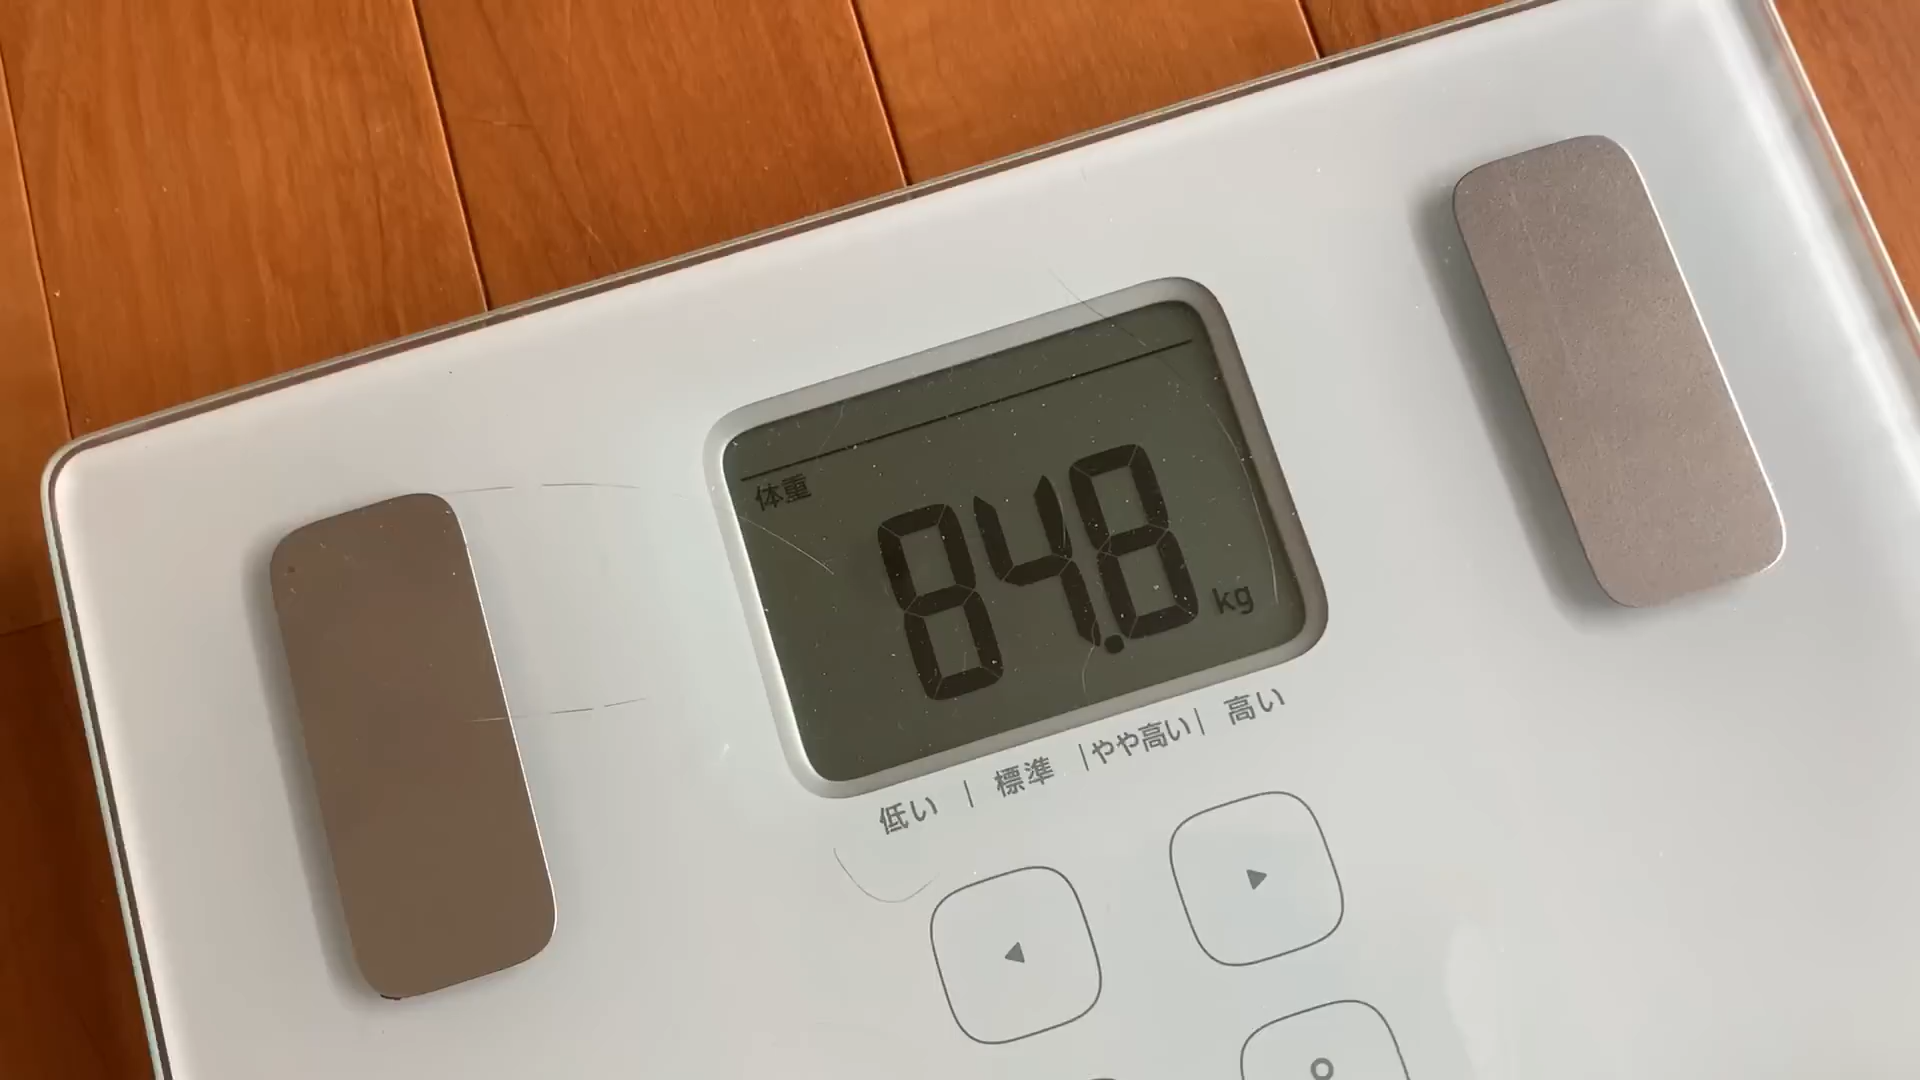 体重
84.8 kg
低い | 標準 | やや高い | 高い